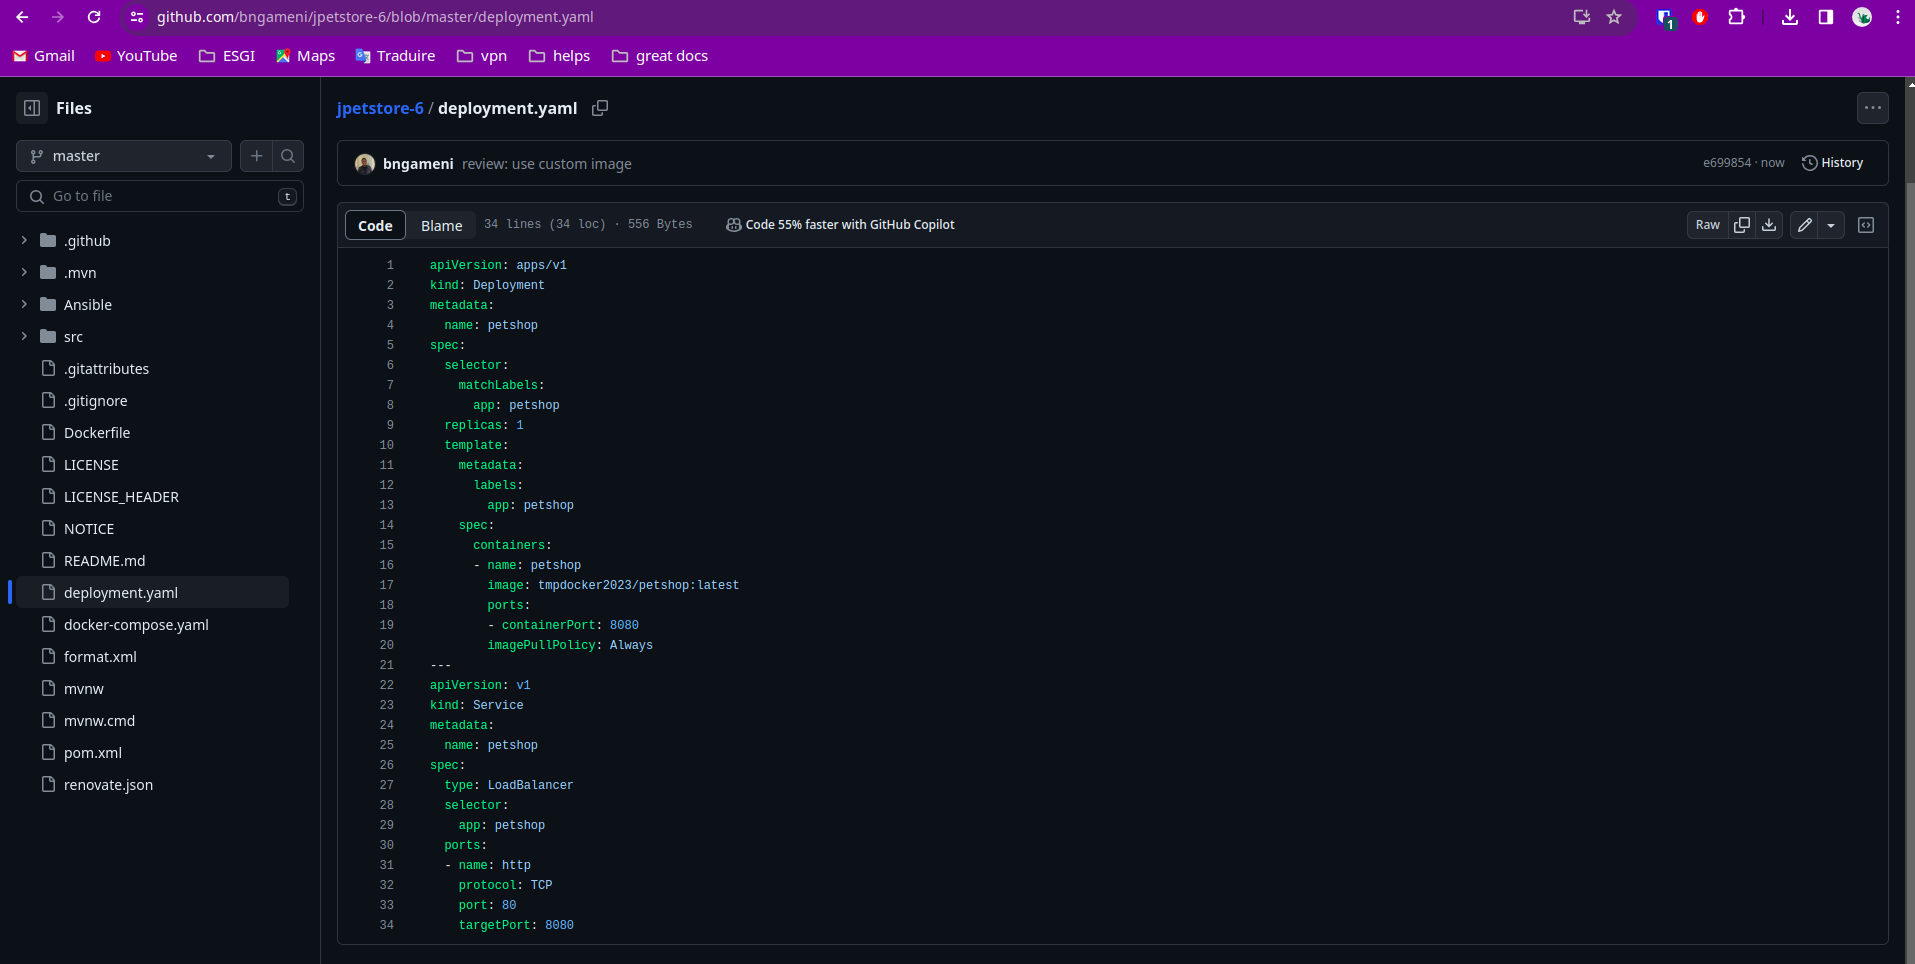 github.com/bngameni/jpetstore-6/blob/master/deployment.yaml
1
Gmail YouTube ESGI Maps Traduire vpn helps great docs
Files
master
Go to file t
.github
.mvn
Ansible
src
.gitattributes
.gitignore
Dockerfile
LICENSE
LICENSE_HEADER
NOTICE
README.md
deployment.yaml
docker-compose.yaml
format.xml
mvnw
mvnw.cmd
pom.xml
renovate.json
jpetstore-6 / deployment.yaml
bngameni review: use custom image e699854 · now History
Code Blame 34 lines (34 loc) · 556 Bytes Code 55% faster with GitHub Copilot Raw
1 apiVersion: apps/v1
2 kind: Deployment
3 metadata:
4   name: petshop
5 spec:
6   selector:
7     matchLabels:
8       app: petshop
9   replicas: 1
10   template:
11     metadata:
12       labels:
13         app: petshop
14     spec:
15       containers:
16       - name: petshop
17         image: tmpdocker2023/petshop:latest
18         ports:
19         - containerPort: 8080
20         imagePullPolicy: Always
21 ---
22 apiVersion: v1
23 kind: Service
24 metadata:
25   name: petshop
26 spec:
27   type: LoadBalancer
28   selector:
29     app: petshop
30   ports:
31   - name: http
32     protocol: TCP
33     port: 80
34     targetPort: 8080